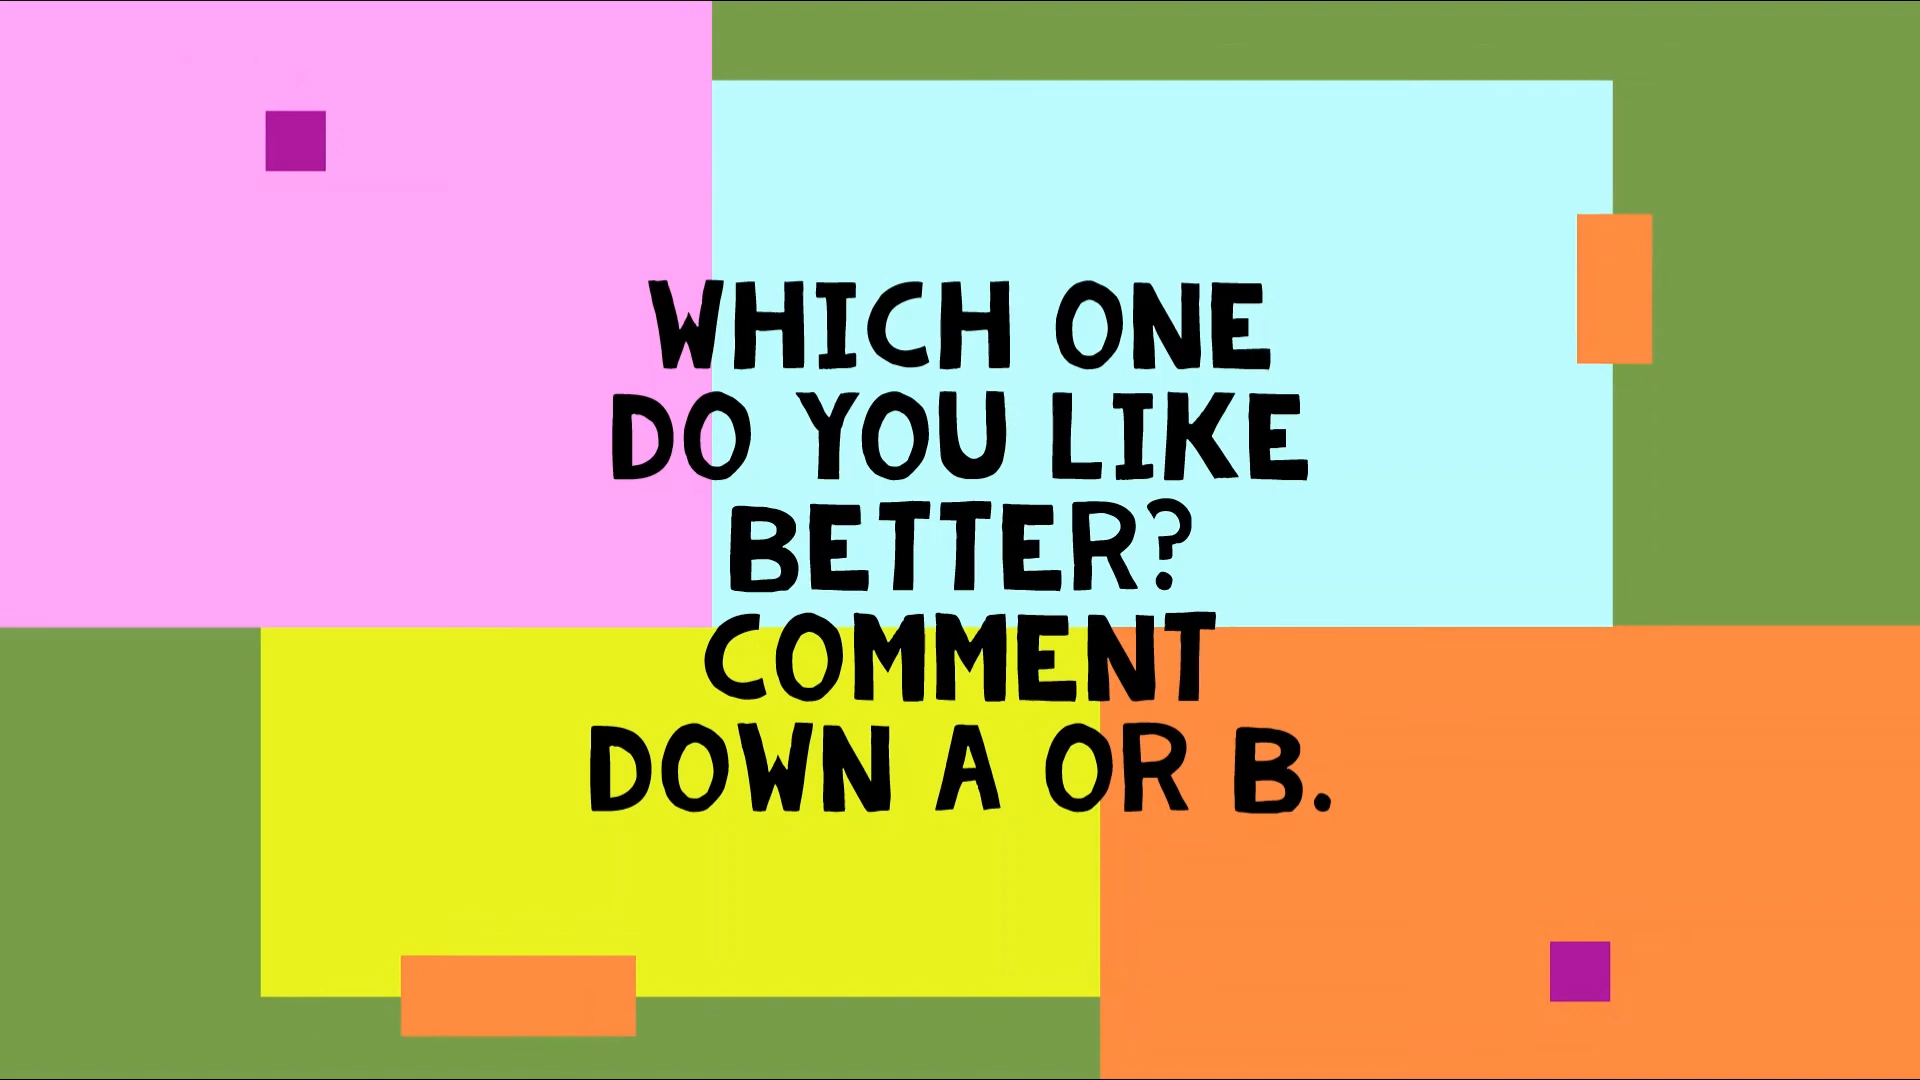 WHICH ONE
DO YOU LIKE
BETTER?
COMMENT
DOWN A OR B.